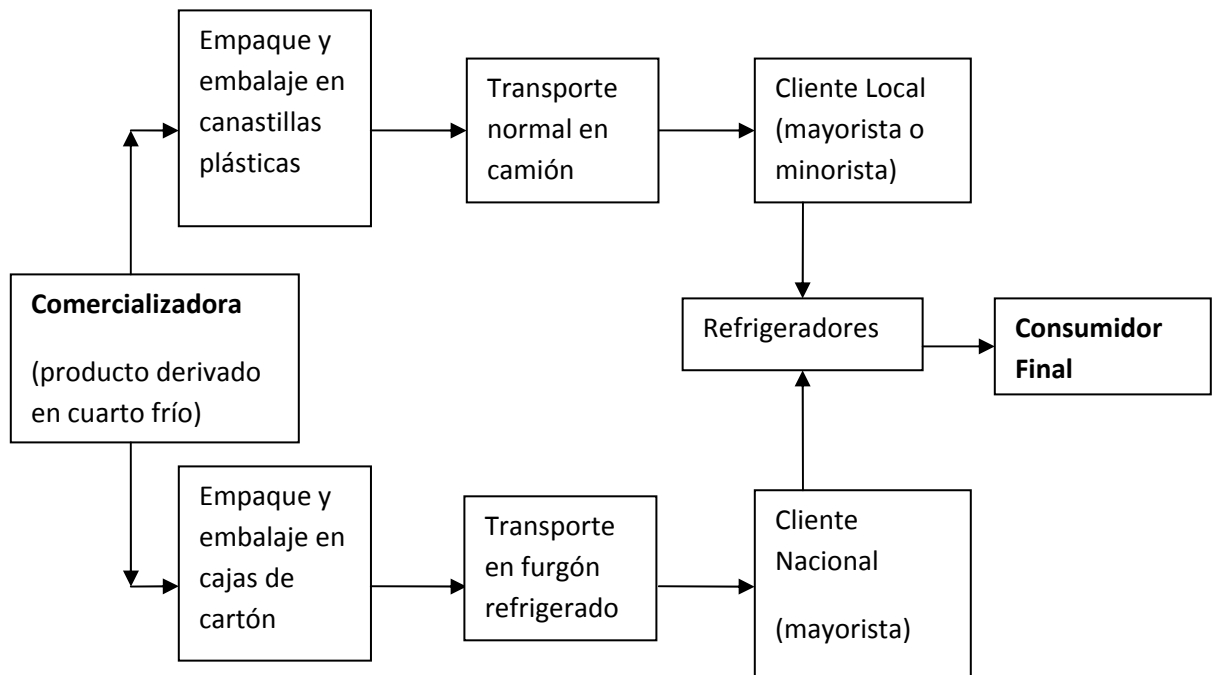 Empaque y
embalaje en
canastillas
plásticas
Transporte
normal en
camión
Cliente Local
(mayorista o
minorista)
Comercializadora
(producto derivado
en cuarto frío)
Refrigeradores
Consumidor
Final
Empaque y
embalaje en
cajas de
cartón
Transporte
en furgón
refrigerado
Cliente
Nacional
(mayorista)